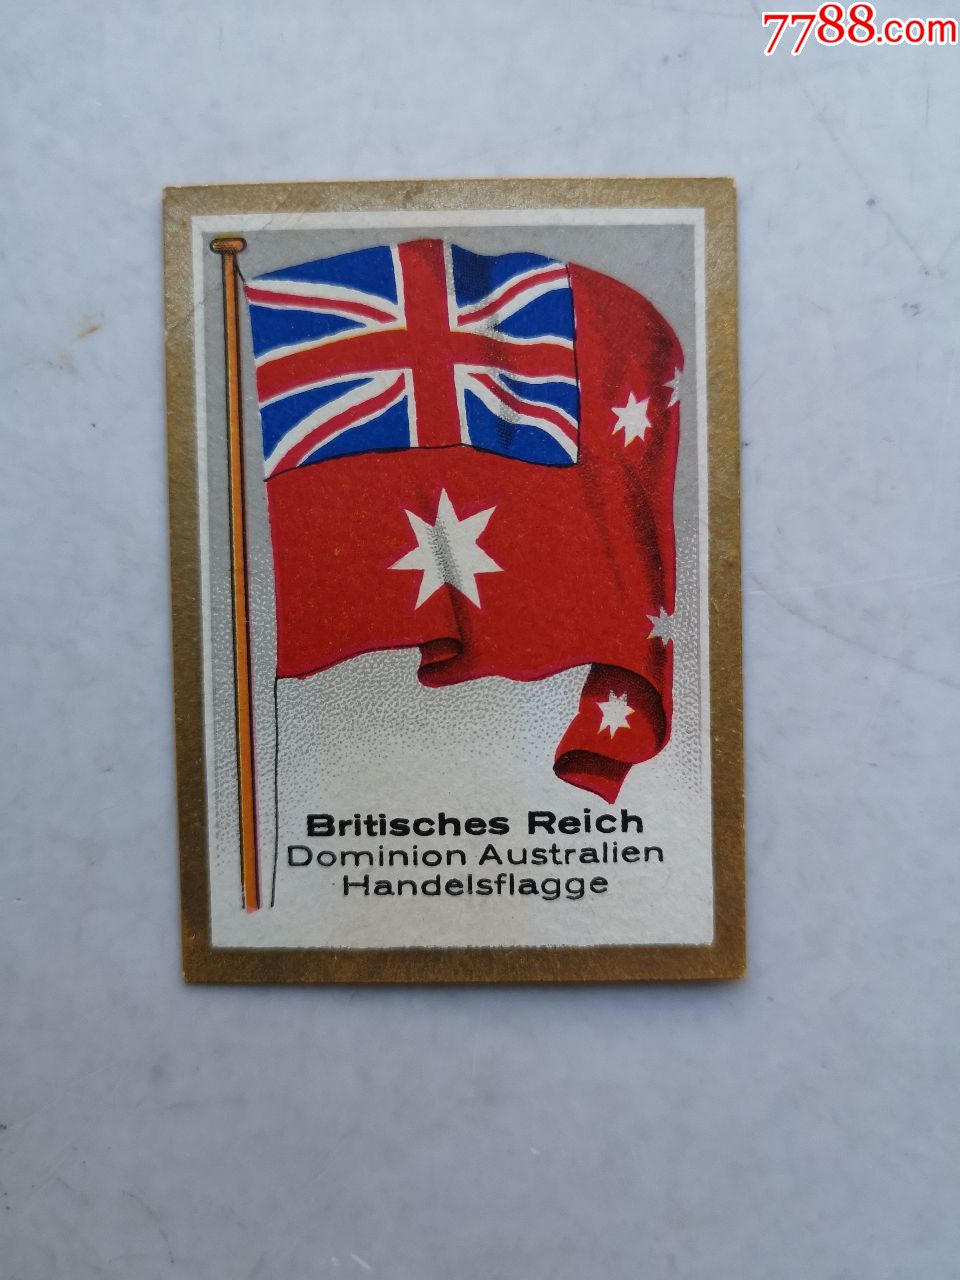 7788.com
Britisches Reich
Dominion Australien
Handelsflagge